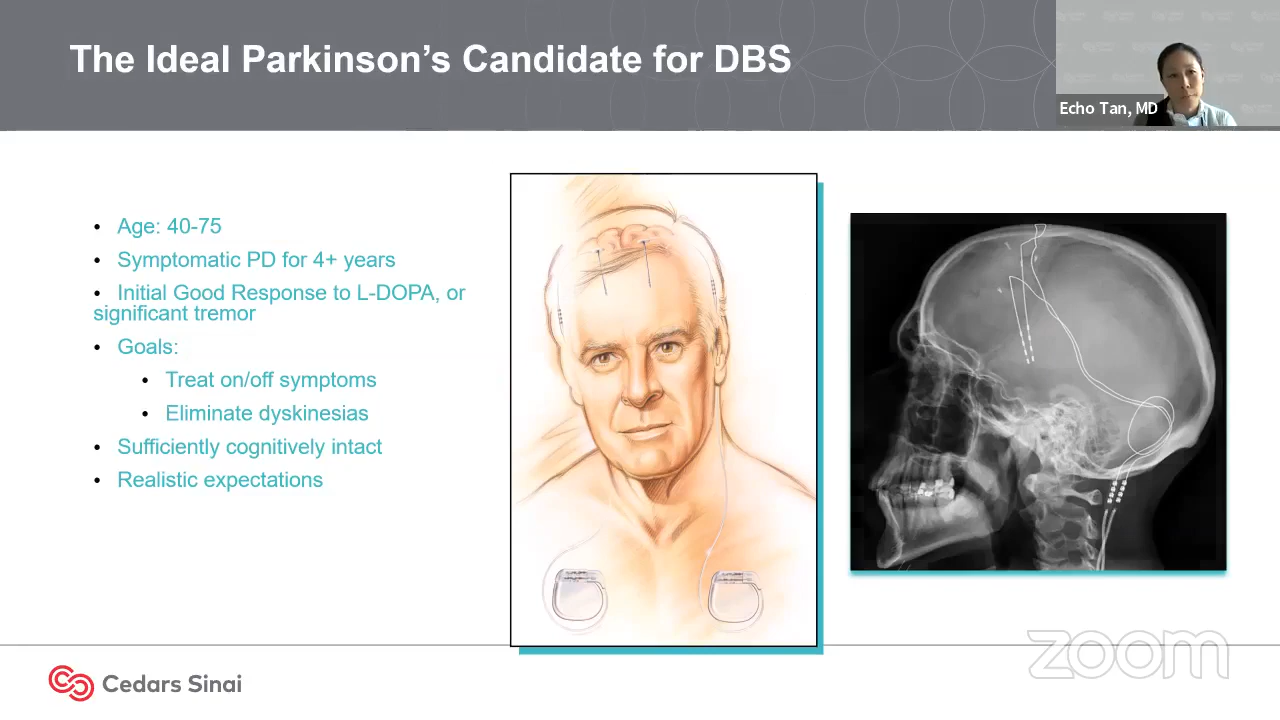 The Ideal Parkinson's Candidate for DBS
Echo Tan, MD
• Age: 40-75
• Symptomatic PD for 4+ years
• Initial Good Response to L-DOPA, or
significant tremor
• Goals:
• Treat on/off symptoms
• Eliminate dyskinesias
• Sufficiently cognitively intact
• Realistic expectations
Cedars Sinai
zoom